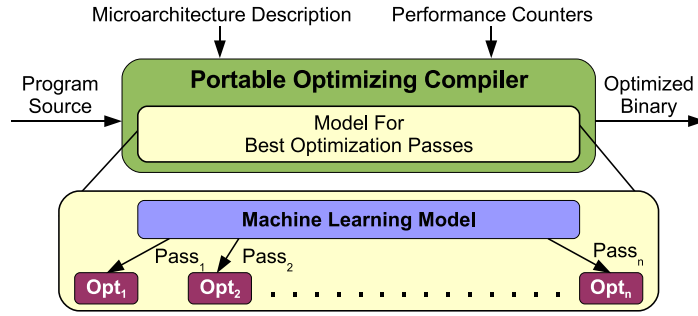 Microarchitecture Description
Performance Counters
Program
Source
Portable Optimizing Compiler
Optimized
Binary
Model For
Best Optimization Passes
Machine Learning Model
Pass₁
Pass₂
Passₙ
Opt₁
Opt₂
. . . . . . . . . . . . . . . .
Optₙ